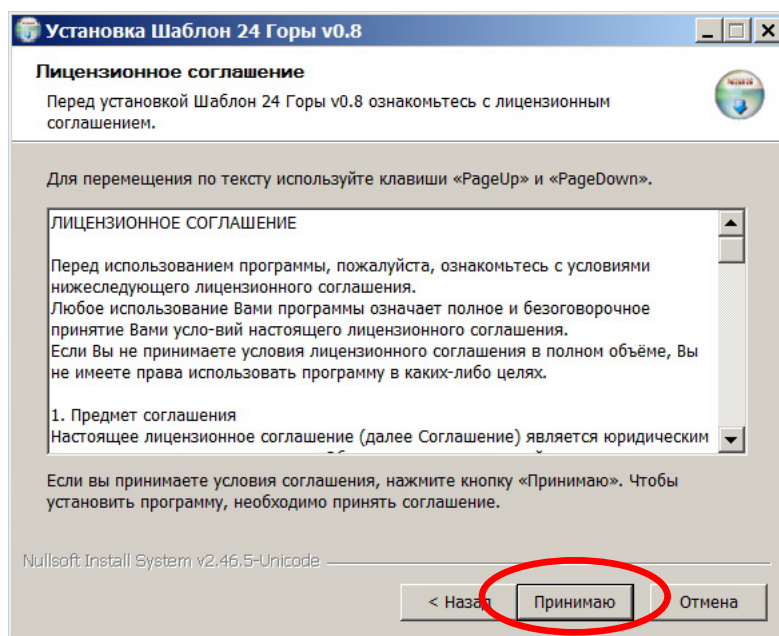 Установка Шаблон 24 Горы v0.8
Лицензионное соглашение
Перед установкой Шаблон 24 Горы v0.8 ознакомьтесь с лицензионным
соглашением.
Для перемещения по тексту используйте клавиши «PageUp» и «PageDown».
ЛИЦЕНЗИОННОЕ СОГЛАШЕНИЕ
Перед использованием программы, пожалуйста, ознакомьтесь с условиями
нижеследующего лицензионного соглашения.
Любое использование Вами программы означает полное и безоговорочное
принятие Вами усло-вий настоящего лицензионного соглашения.
Если Вы не принимаете условия лицензионного соглашения в полном объёме, Вы
не имеете права использовать программу в каких-либо целях.
1. Предмет соглашения
Настоящее лицензионное соглашение (далее Соглашение) является юридическим
Если вы принимаете условия соглашения, нажмите кнопку «Принимаю». Чтобы
установить программу, необходимо принять соглашение.
Nullsoft Install System v2.46.5-Unicode
< Назад Принимаю Отмена